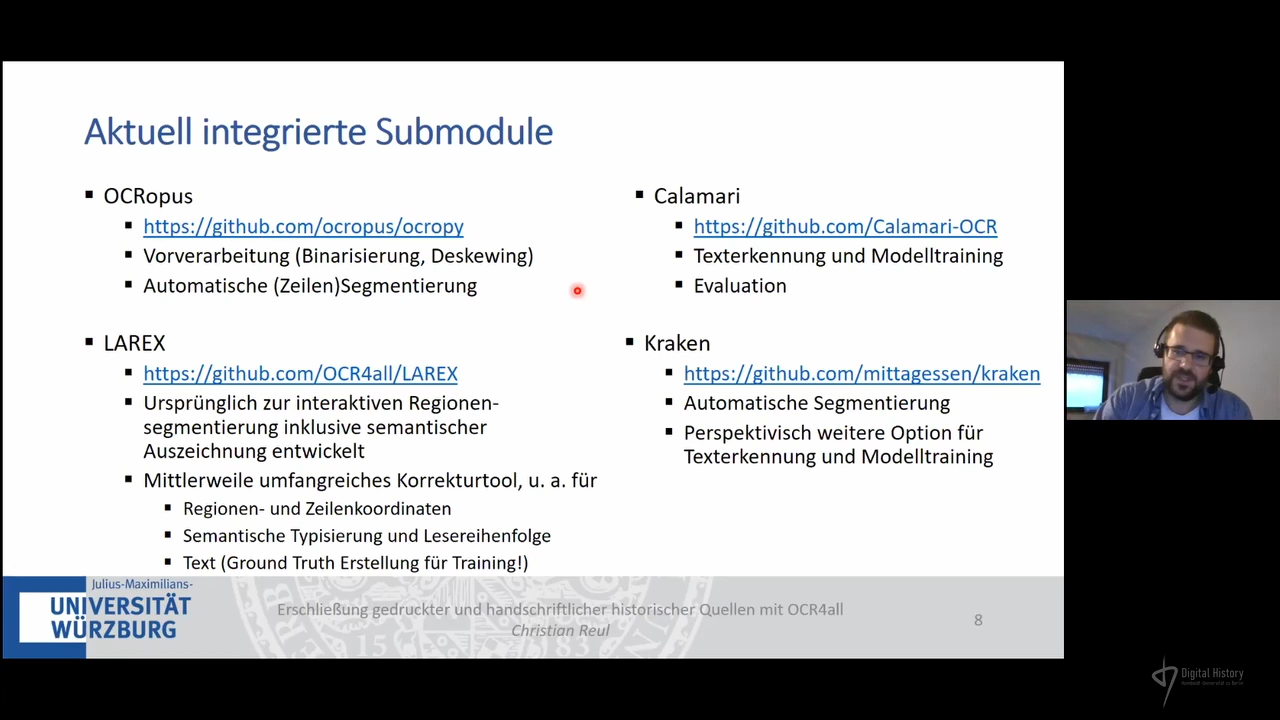 Aktuell integrierte Submodule
▪ OCRopus
▪ https://github.com/ocropus/ocropy
▪ Vorverarbeitung (Binarisierung, Deskewing)
▪ Automatische (Zeilen)Segmentierung
▪ LAREX
▪ https://github.com/OCR4all/LAREX
▪ Ursprünglich zur interaktiven Regionen-
segmentierung inklusive semantischer
Auszeichnung entwickelt
▪ Mittlerweile umfangreiches Korrekturtool, u. a. für
▪ Regionen- und Zeilenkoordinaten
▪ Semantische Typisierung und Lesereihenfolge
▪ Text (Ground Truth Erstellung für Training!)
▪ Calamari
▪ https://github.com/Calamari-OCR
▪ Texterkennung und Modelltraining
▪ Evaluation
▪ Kraken
▪ https://github.com/mittagessen/kraken
▪ Automatische Segmentierung
▪ Perspektivisch weitere Option für
Texterkennung und Modelltraining
Julius-Maximilians-
UNIVERSITÄT
WÜRZBURG
Erschließung gedruckter und handschriftlicher historischer Quellen mit OCR4all
Christian Reul
8
Digital History
Humboldt-Universität zu Berlin